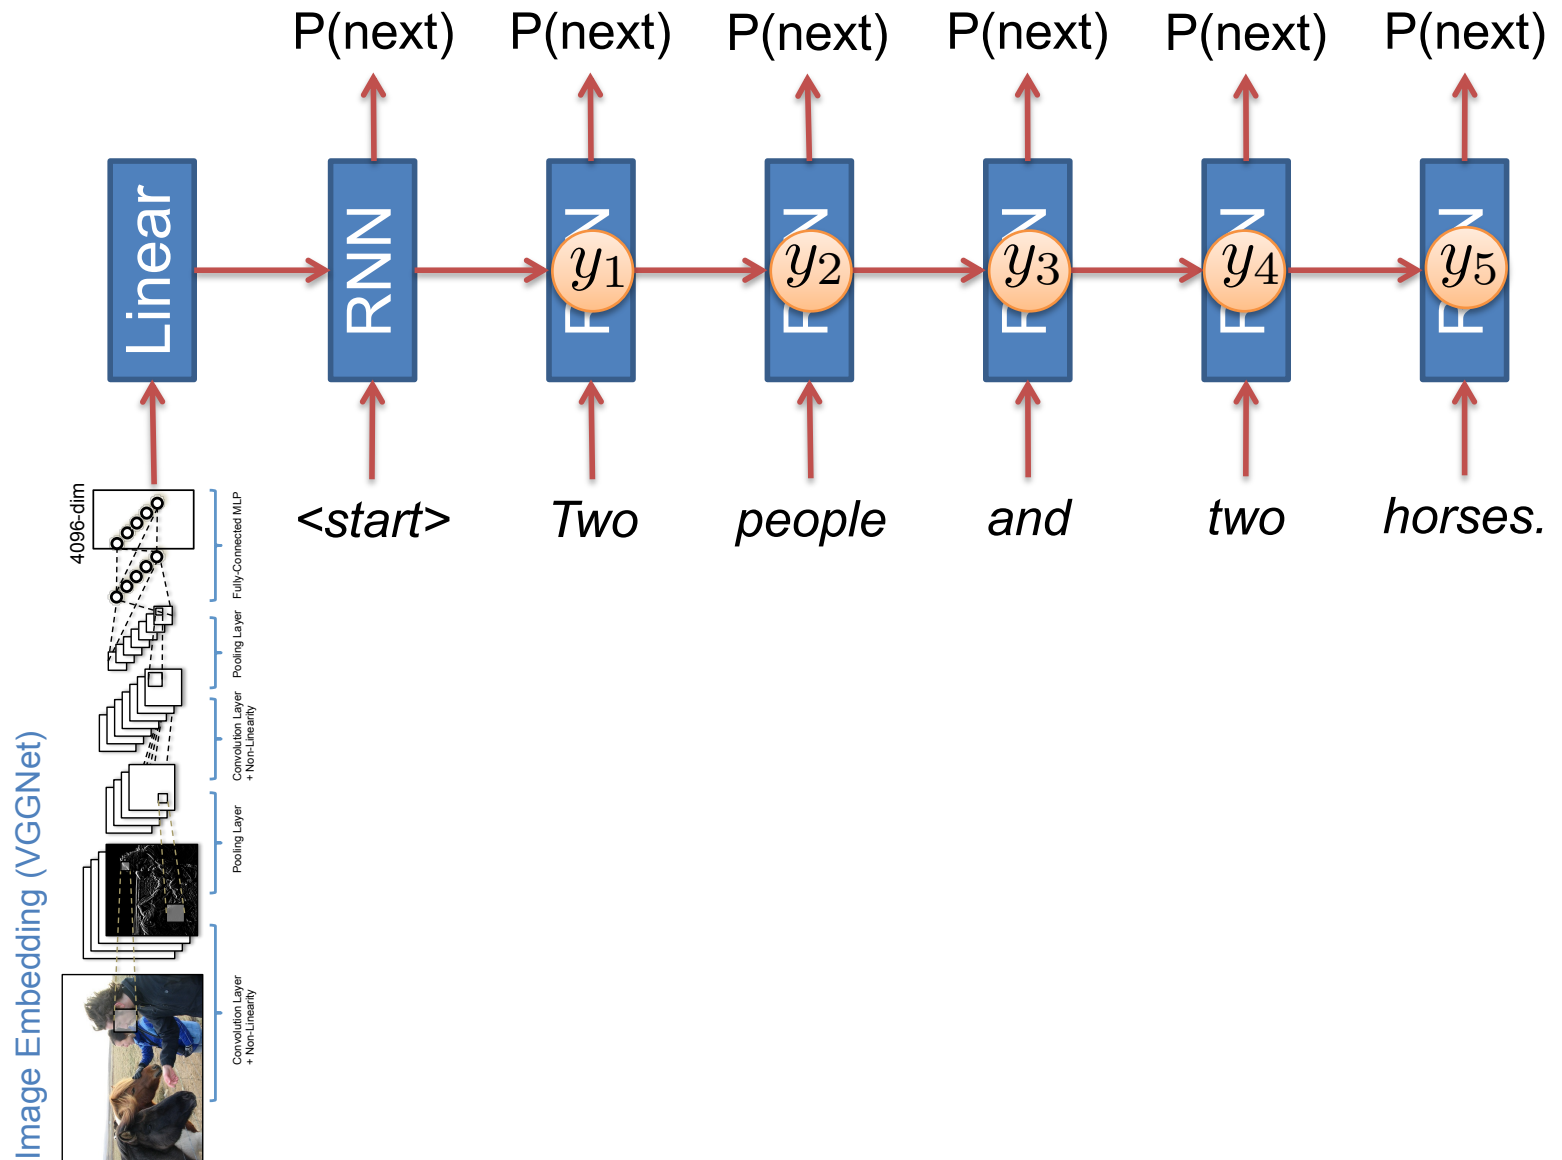 P(next) P(next) P(next) P(next) P(next) P(next)
Linear
RNN
y1
y2
y3
y4
y5
<start> Two people and two horses.
4096-dim
Fully-Connected MLP
Pooling Layer
Convolution Layer
+ Non-Linearity
Pooling Layer
Convolution Layer
+ Non-Linearity
Image Embedding (VGGNet)